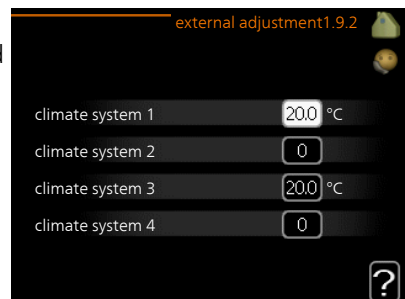 external adjustment1.9.2
d
climate system 1 20.0 °C
climate system 2 0
climate system 3 20.0 °C
climate system 4 0
?